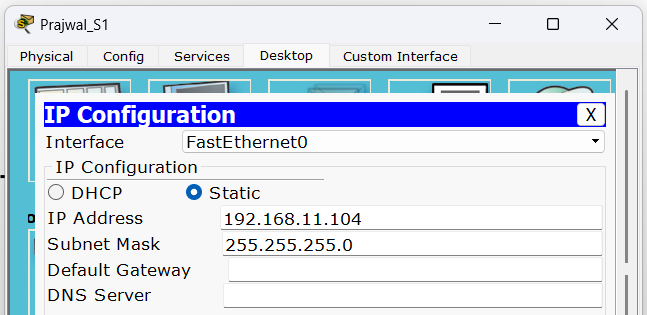 Prajwal_S1
Physical Config Services Desktop Custom Interface
IP Configuration X
Interface FastEthernet0
IP Configuration
DHCP Static
IP Address 192.168.11.104
Subnet Mask 255.255.255.0
Default Gateway
DNS Server